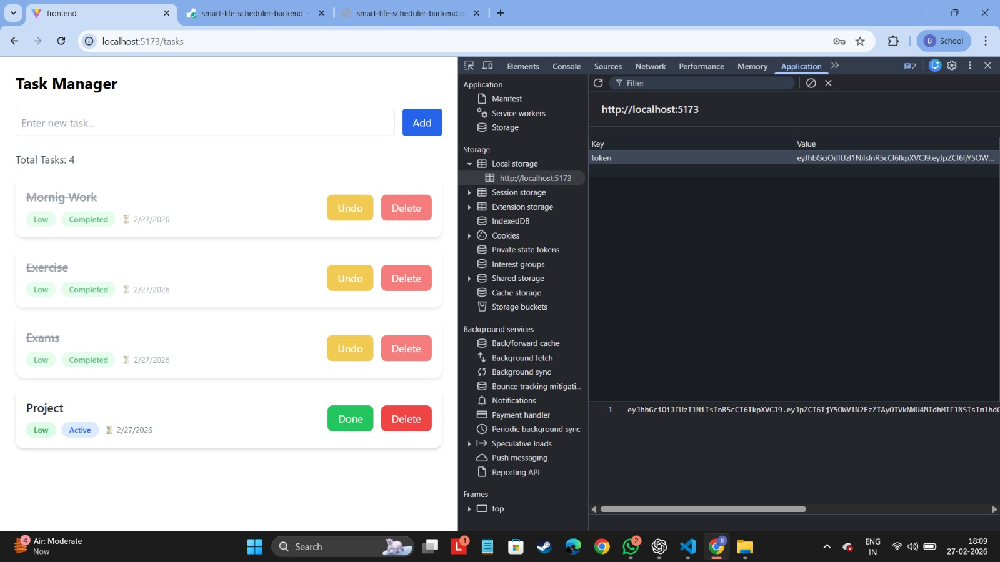 frontend
smart-life-scheduler-backend
smart-life-scheduler-backend.o
localhost:5173/tasks
B School
Task Manager
Enter new task...
Add
Total Tasks: 4
Mornig Work
Low Completed ⏳ 2/27/2026
Undo Delete
Exercise
Low Completed ⏳ 2/27/2026
Undo Delete
Exams
Low Completed ⏳ 2/27/2026
Undo Delete
Project
Low Active ⏳ 2/27/2026
Done Delete
Elements Console Sources Network Performance Memory Application 2
Application
Manifest
Service workers
Storage
Storage
Local storage
http://localhost:5173
Session storage
Extension storage
IndexedDB
Cookies
Private state tokens
Interest groups
Shared storage
Cache storage
Storage buckets
Background services
Back/forward cache
Background fetch
Background sync
Bounce tracking mitigati...
Notifications
Payment handler
Periodic background sync
Speculative loads
Push messaging
Reporting API
Frames
top
Filter
http://localhost:5173
Key Value
token
1
4 Air: Moderate
Now
Search
L 1
2
B
ENG
IN
18:09
27-02-2026